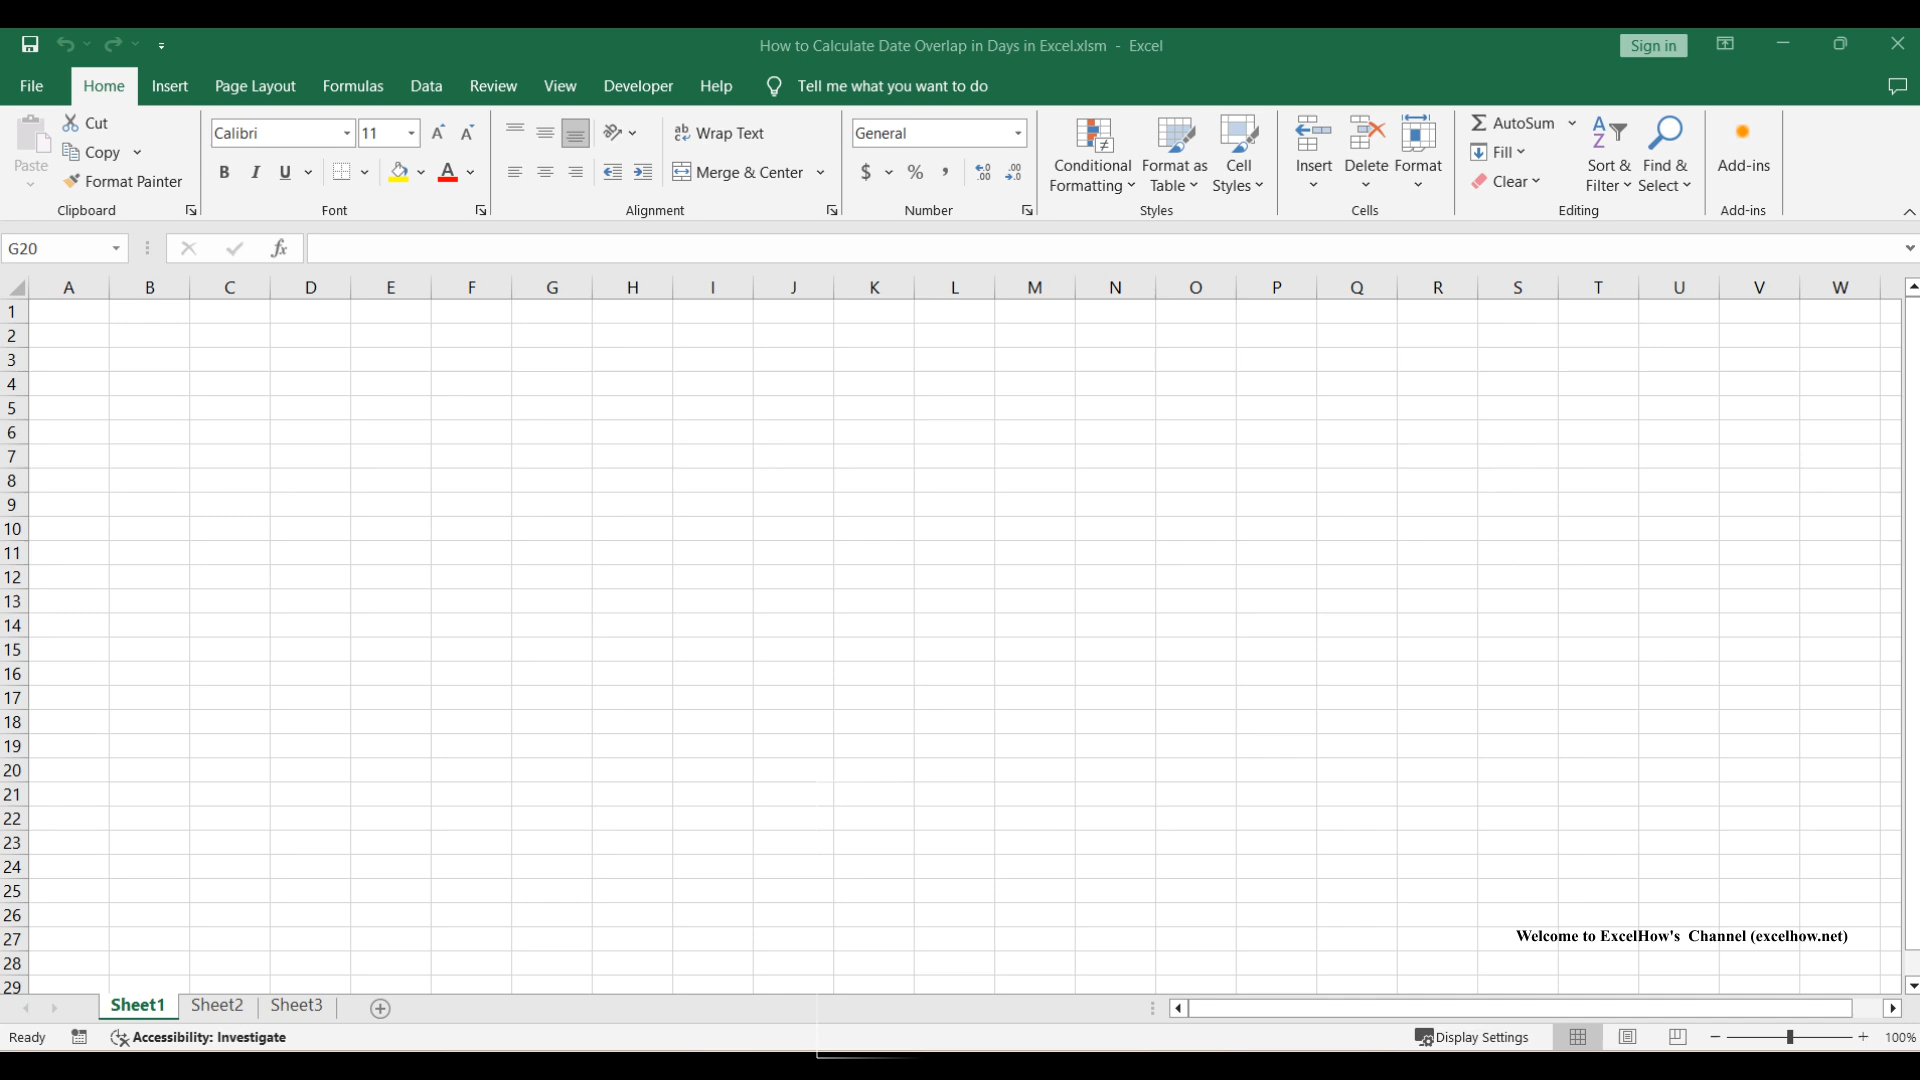 How to Calculate Date Overlap in Days in Excel.xlsm - Excel
Sign in
File Home Insert Page Layout Formulas Data Review View Developer Help Tell me what you want to do
Paste
Cut
Copy
Format Painter
Clipboard
Calibri 11
B I U A
Font
Wrap Text
Merge & Center
Alignment
General
$ % ,
Number
Conditional Formatting
Format as Table
Cell Styles
Styles
Insert
Delete
Format
Cells
AutoSum
Fill
Clear
Sort & Filter
Find & Select
Editing
Add-ins
Add-ins
G20
fx
A B C D E F G H I J K L M N O P Q R S T U V W
1
2
3
4
5
6
7
8
9
10
11
12
13
14
15
16
17
18
19
20
21
22
23
24
25
26
27
28
29
Welcome to ExcelHow's Channel (excelhow.net)
Sheet1 Sheet2 Sheet3
Ready
Accessibility: Investigate
Display Settings
100%